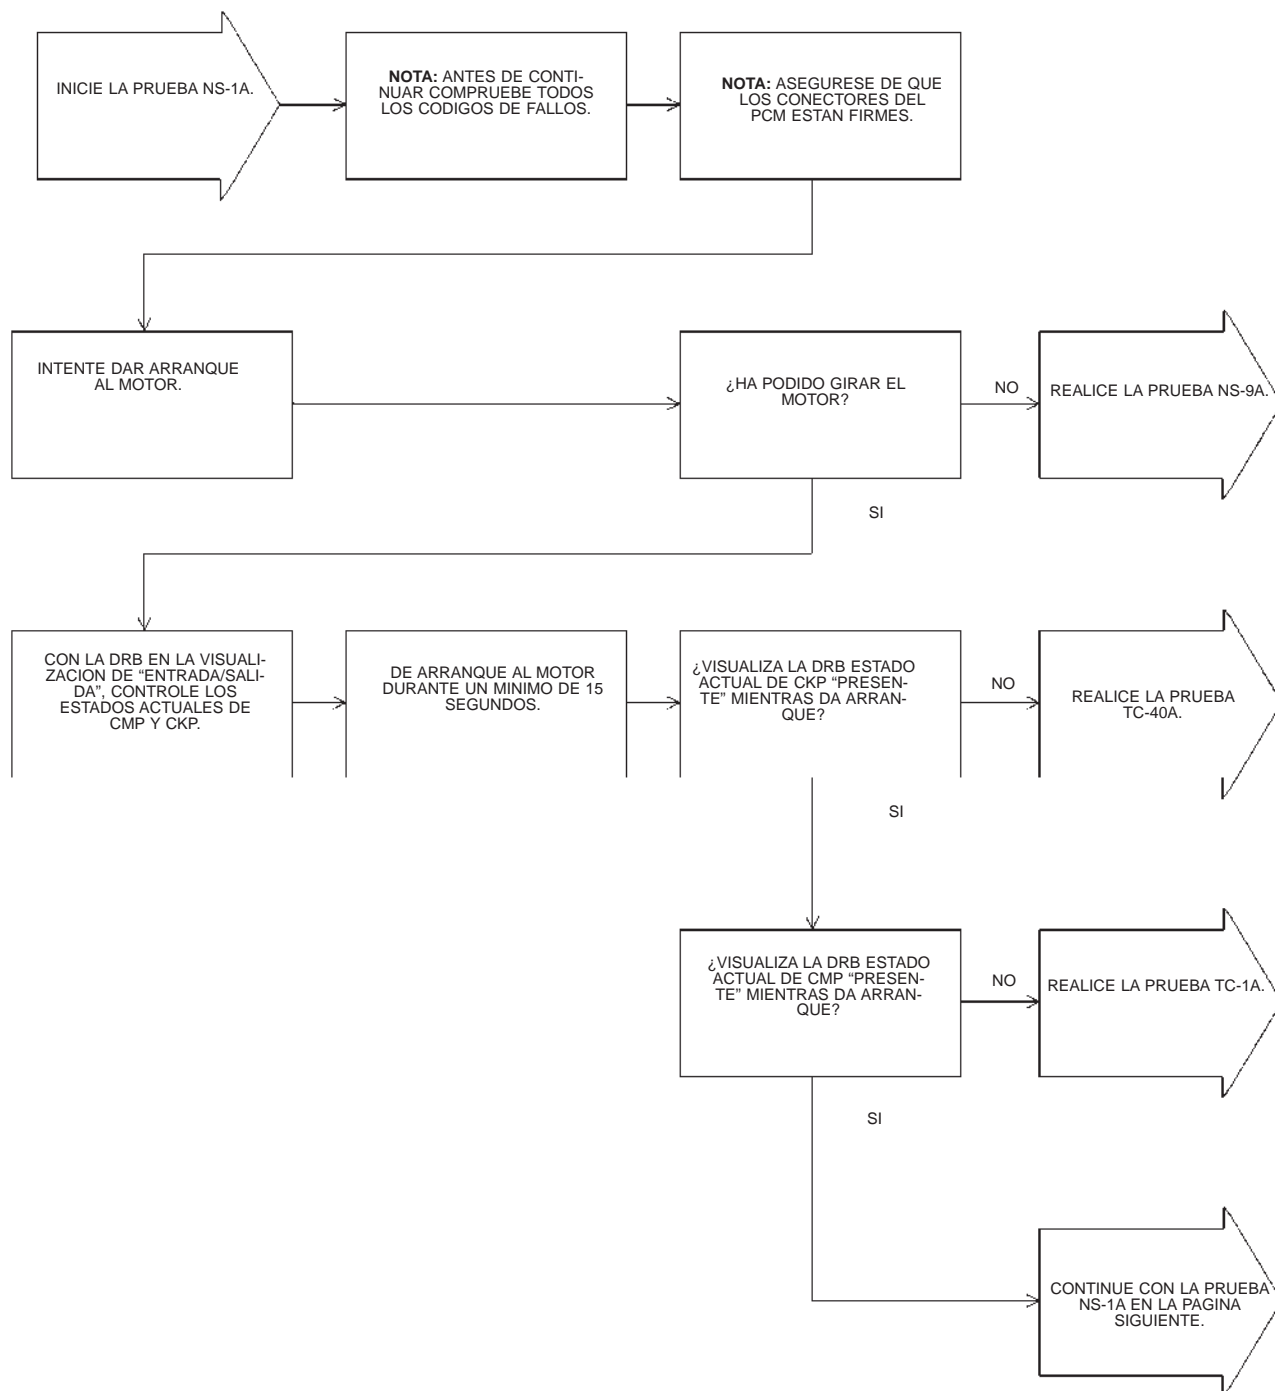 INICIE LA PRUEBA NS-1A.
NOTA: ANTES DE CONTI-
NUAR COMPRUEBE TODOS
LOS CODIGOS DE FALLOS.
NOTA: ASEGURESE DE QUE
LOS CONECTORES DEL
PCM ESTAN FIRMES.
INTENTE DAR ARRANQUE
AL MOTOR.
¿HA PODIDO GIRAR EL
MOTOR?
NO
REALICE LA PRUEBA NS-9A.
SI
CON LA DRB EN LA VISUALI-
ZACION DE “ENTRADA/SALI-
DA”, CONTROLE LOS
ESTADOS ACTUALES DE
CMP Y CKP.
DE ARRANQUE AL MOTOR
DURANTE UN MINIMO DE 15
SEGUNDOS.
¿VISUALIZA LA DRB ESTADO
ACTUAL DE CKP “PRESEN-
TE” MIENTRAS DA ARRAN-
QUE?
NO
REALICE LA PRUEBA
TC-40A.
SI
¿VISUALIZA LA DRB ESTADO
ACTUAL DE CMP “PRESEN-
TE” MIENTRAS DA ARRAN-
QUE?
NO
REALICE LA PRUEBA TC-1A.
SI
CONTINUE CON LA PRUEBA
NS-1A EN LA PAGINA
SIGUIENTE.